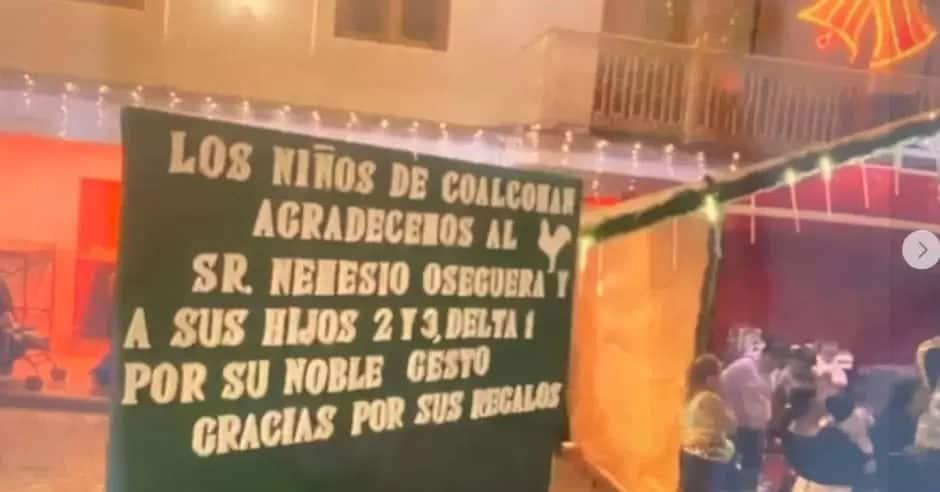 LOS NIÑOS DE COALCOMAN
AGRADECEMOS AL
SR. NEMESIO OSEGUERA Y
A SUS HIJOS 2 Y 3, DELTA 1
POR SU NOBLE GESTO
GRACIAS POR SUS REGALOS